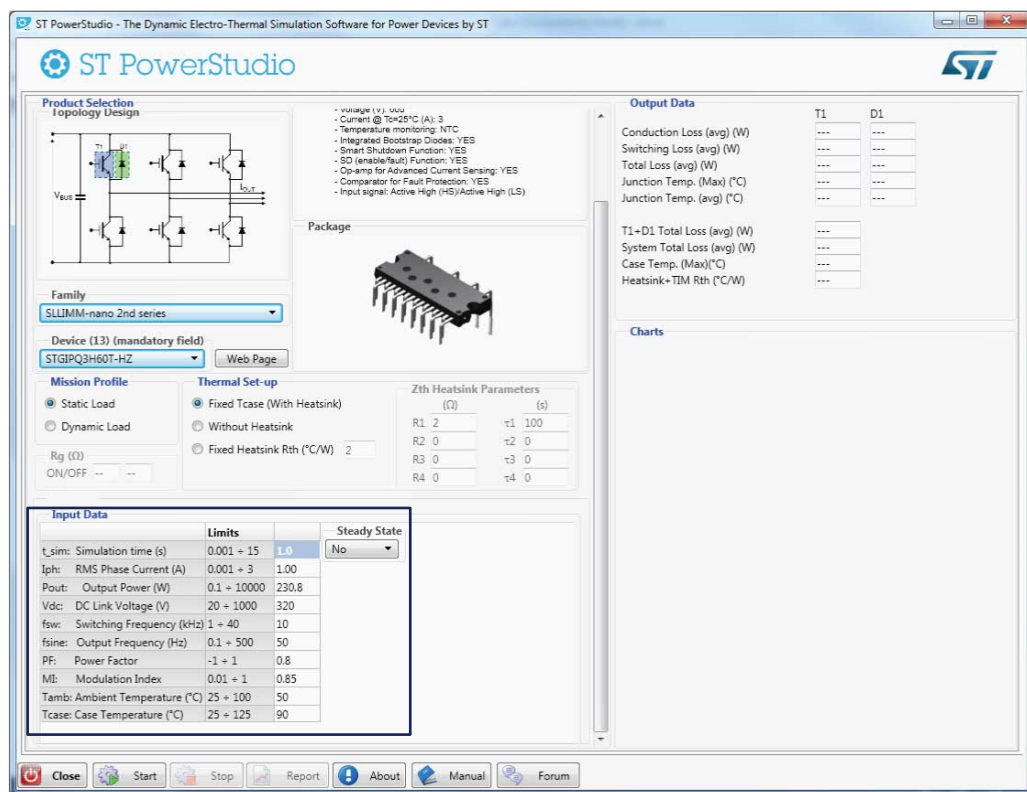 ST PowerStudio - The Dynamic Electro-Thermal Simulation Software for Power Devices by ST
ST PowerStudio
Product Selection
Topology Design
T1 D1
VBUS
IOUT
- Current @ Tc=25°C (A): 3
- Temperature monitoring: NTC
- Integrated Bootstrap Diodes: YES
- Smart Shutdown Function: YES
- SD (enable/fault) Function: YES
- Op-amp for Advanced Current Sensing: YES
- Comparator for Fault Protection: YES
- Input signal: Active High (HS)/Active High (LS)
Package
Family
SLLIMM-nano 2nd series
Device (13) (mandatory field)
STGIPQ3H60T-HZ Web Page
Mission Profile
Static Load
Dynamic Load
Rg (Ω)
ON/OFF -- --
Thermal Set-up
Fixed Tcase (With Heatsink)
Without Heatsink
Fixed Heatsink Rth (°C/W) 2
Zth Heatsink Parameters
(Ω) (s)
R1 2 τ1 100
R2 0 τ2 0
R3 0 τ3 0
R4 0 τ4 0
Input Data
Limits
t_sim: Simulation time (s) 0.001 ÷ 15 1.0
Iph: RMS Phase Current (A) 0.001 ÷ 3 1.00
Pout: Output Power (W) 0.1 ÷ 10000 230.8
Vdc: DC Link Voltage (V) 20 ÷ 1000 320
fsw: Switching Frequency (kHz) 1 ÷ 40 10
fsine: Output Frequency (Hz) 0.1 ÷ 500 50
PF: Power Factor -1 ÷ 1 0.8
MI: Modulation Index 0.01 ÷ 1 0.85
Tamb: Ambient Temperature (°C) 25 ÷ 100 50
Tcase: Case Temperature (°C) 25 ÷ 125 90
Steady State
No
Output Data
T1 D1
Conduction Loss (avg) (W) --- ---
Switching Loss (avg) (W) --- ---
Total Loss (avg) (W) --- ---
Junction Temp. (Max) (°C) --- ---
Junction Temp. (avg) (°C) --- ---
T1+D1 Total Loss (avg) (W) ---
System Total Loss (avg) (W) ---
Case Temp. (Max)(°C) ---
Heatsink+TIM Rth (°C/W) ---
Charts
Close Start Stop Report About Manual Forum